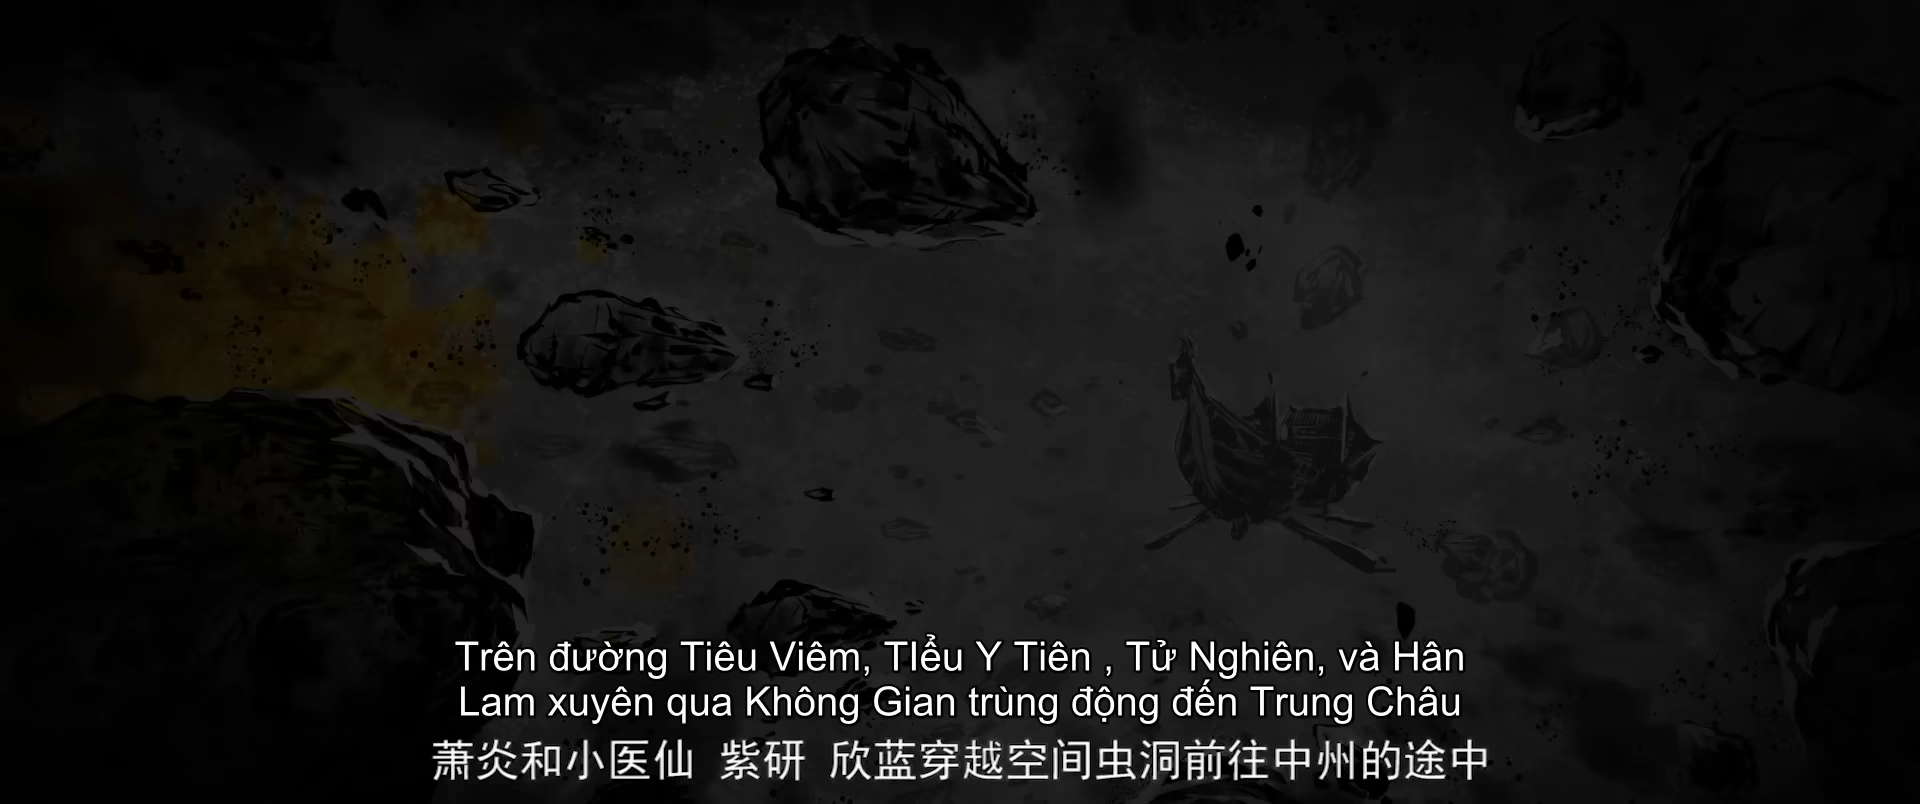 Trên đường Tiêu Viêm, TIểu Y Tiên , Tử Nghiên, và Hân
Lam xuyên qua Không Gian trùng động đến Trung Châu
萧炎和小医仙 紫研 欣蓝穿越空间虫洞前往中州的途中